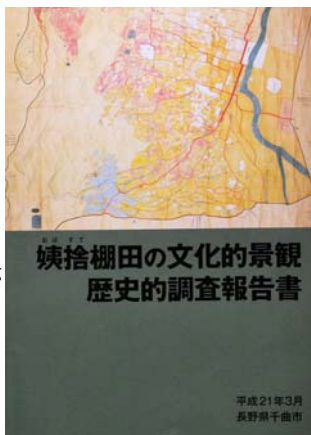 おばすて
姨捨棚田の文化的景観
歴史的調査報告書
平成21年3月
長野県千曲市